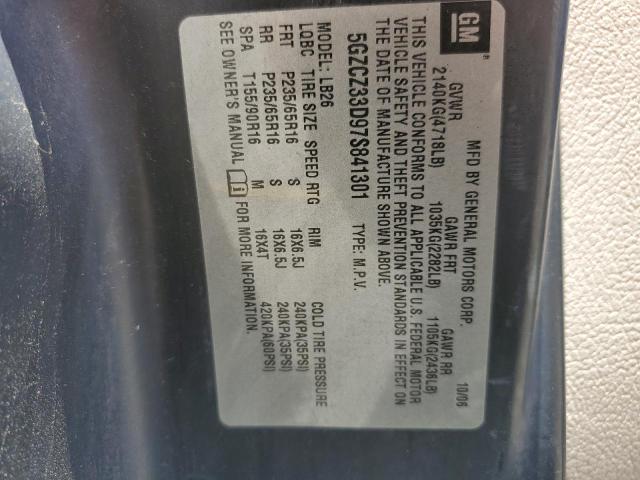 GM ®
MFD BY GENERAL MOTORS CORP. 10/06
GVWR GAWR FRT GAWR RR
2140KG(4718LB) 1035KG(2282LB) 1105KG(2436LB)
THIS VEHICLE CONFORMS TO ALL APPLICABLE U.S. FEDERAL MOTOR
VEHICLE SAFETY AND THEFT PREVENTION STANDARDS IN EFFECT ON
THE DATE OF MANUFACTURE SHOWN ABOVE.
5GZCZ33D97S841301 TYPE: M.P.V.
MODEL: LB26
LQBC TIRE SIZE SPEED RTG RIM COLD TIRE PRESSURE
FRT P235/65R16 S 16X6.5J 240KPA(35PSI)
RR P235/65R16 S 16X6.5J 240KPA(35PSI)
SPA T155/90R16 M 16X4T 420KPA(60PSI)
SEE OWNER'S MANUAL FOR MORE INFORMATION.